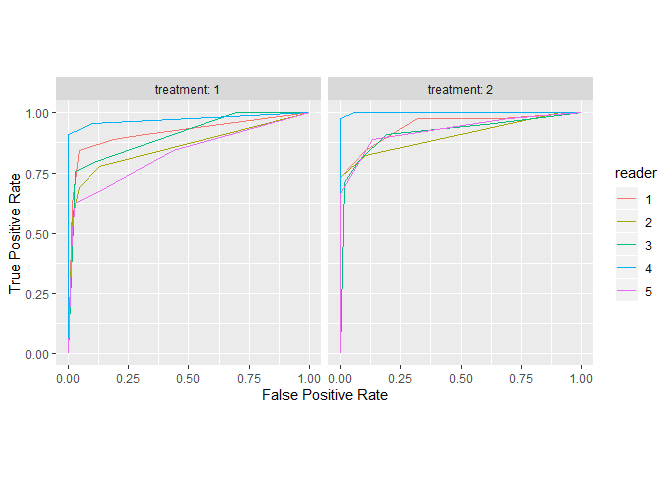 treatment: 1
treatment: 2
1.00
0.75
0.50
0.25
0.00
True Positive Rate
0.00 0.25 0.50 0.75 1.00
0.00 0.25 0.50 0.75 1.00
False Positive Rate
reader
1
2
3
4
5